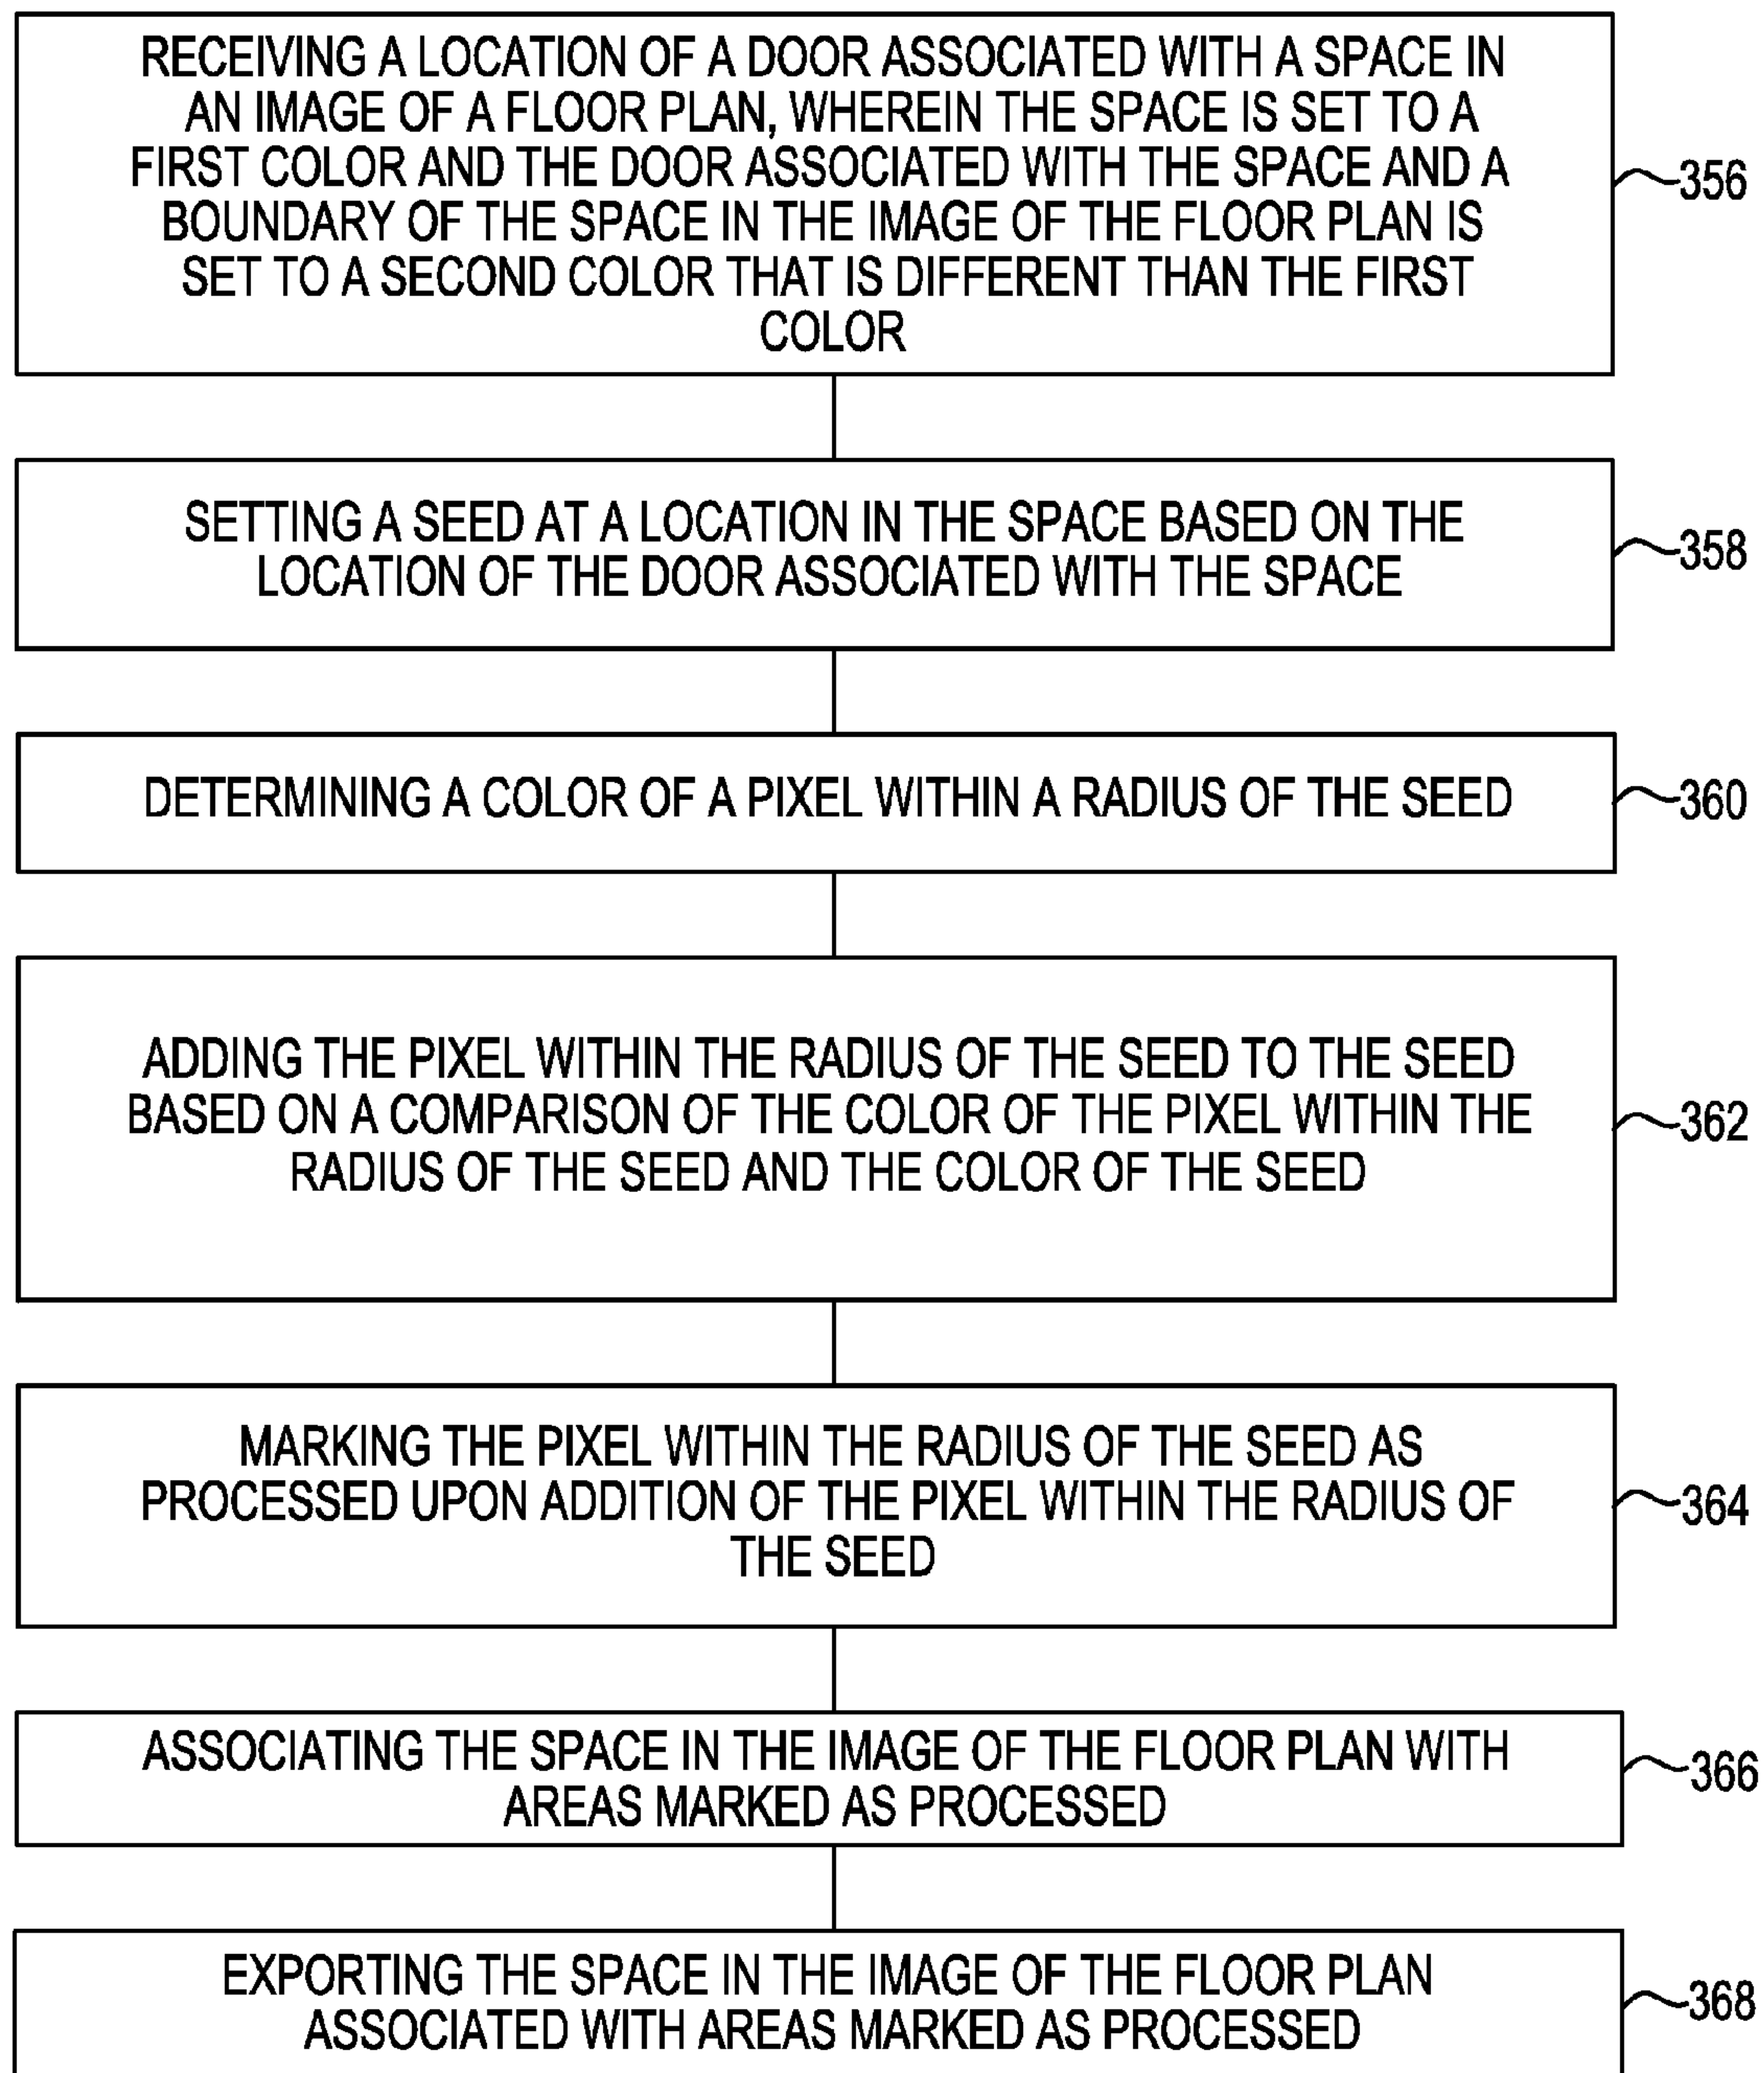 RECEIVING A LOCATION OF A DOOR ASSOCIATED WITH A SPACE IN
AN IMAGE OF A FLOOR PLAN, WHEREIN THE SPACE IS SET TO A
FIRST COLOR AND THE DOOR ASSOCIATED WITH THE SPACE AND A
BOUNDARY OF THE SPACE IN THE IMAGE OF THE FLOOR PLAN IS
SET TO A SECOND COLOR THAT IS DIFFERENT THAN THE FIRST
COLOR
356
SETTING A SEED AT A LOCATION IN THE SPACE BASED ON THE
LOCATION OF THE DOOR ASSOCIATED WITH THE SPACE
358
DETERMINING A COLOR OF A PIXEL WITHIN A RADIUS OF THE SEED
360
ADDING THE PIXEL WITHIN THE RADIUS OF THE SEED TO THE SEED
BASED ON A COMPARISON OF THE COLOR OF THE PIXEL WITHIN THE
RADIUS OF THE SEED AND THE COLOR OF THE SEED
362
MARKING THE PIXEL WITHIN THE RADIUS OF THE SEED AS
PROCESSED UPON ADDITION OF THE PIXEL WITHIN THE RADIUS OF
THE SEED
364
ASSOCIATING THE SPACE IN THE IMAGE OF THE FLOOR PLAN WITH
AREAS MARKED AS PROCESSED
366
EXPORTING THE SPACE IN THE IMAGE OF THE FLOOR PLAN
ASSOCIATED WITH AREAS MARKED AS PROCESSED
368